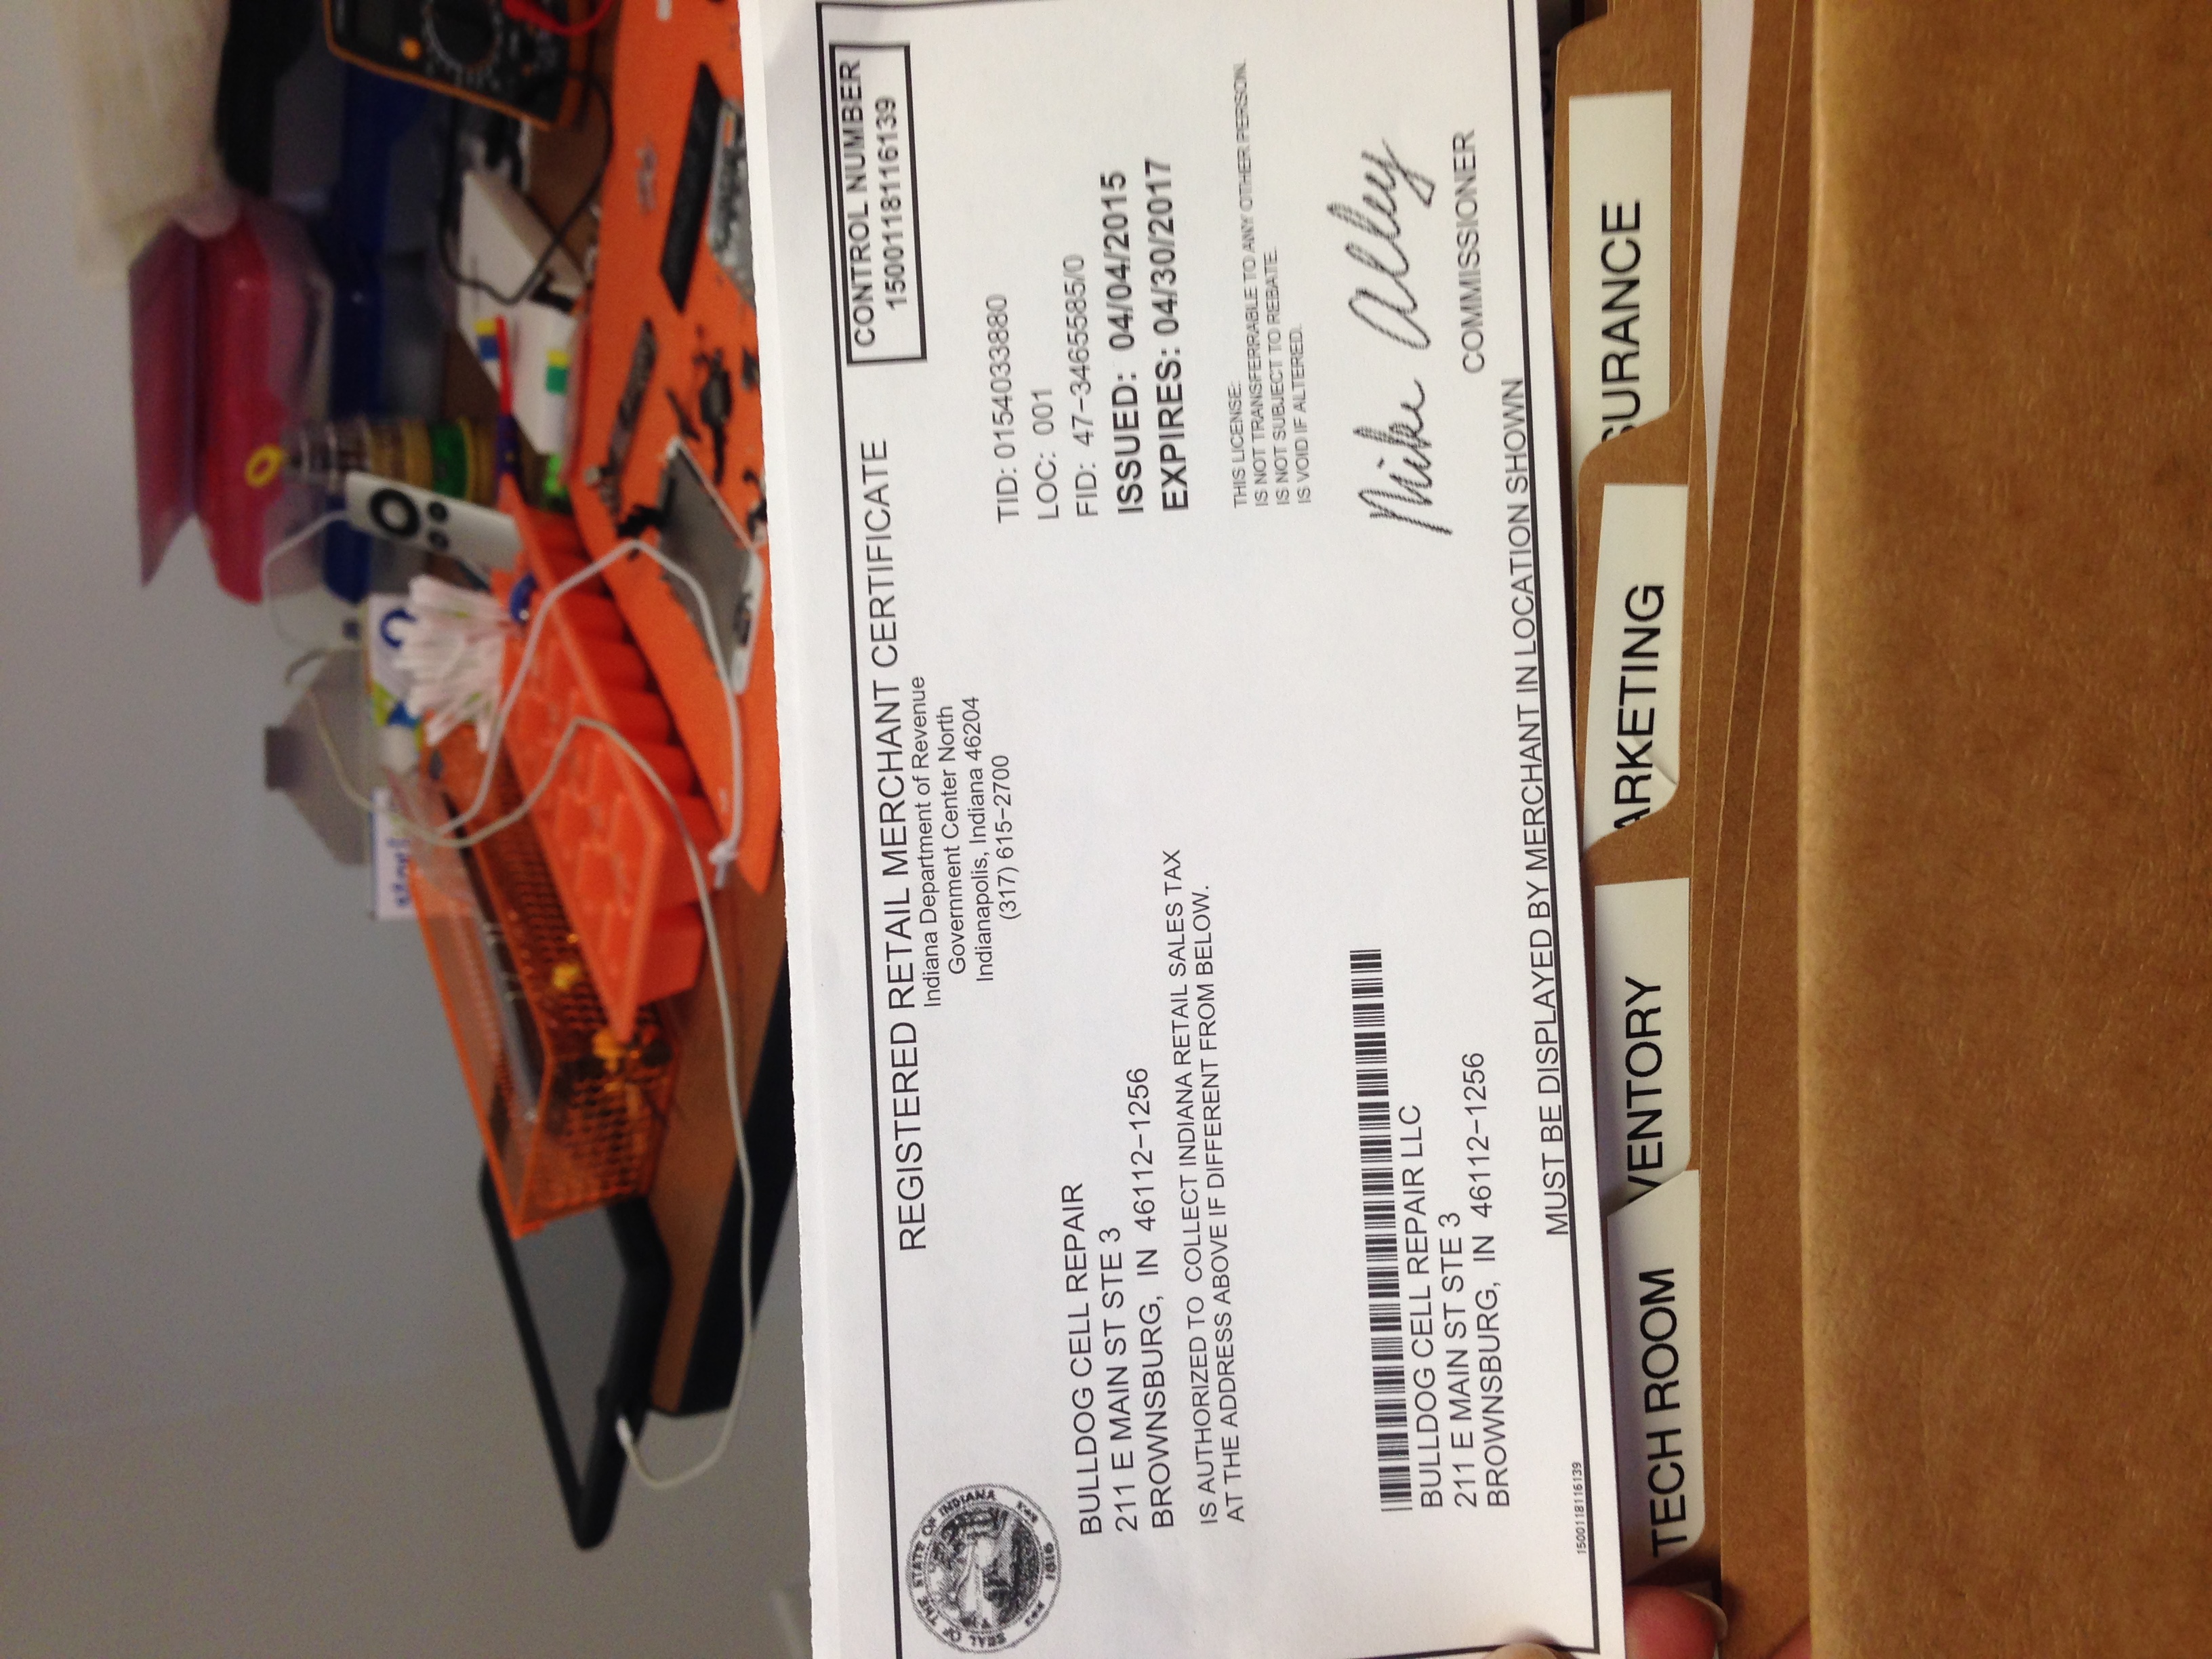 REGISTERED RETAIL MERCHANT CERTIFICATE
Indiana Department of Revenue
Government Center North
Indianapolis, Indiana 46204
(317) 615-2700
CONTROL NUMBER
1500118116139
SEAL OF THE STATE OF INDIANA
1816
TID: 0154033880
LOC: 001
FID: 47-3465585/0
ISSUED: 04/04/2015
EXPIRES: 04/30/2017
BULLDOG CELL REPAIR
211 E MAIN ST STE 3
BROWNSBURG, IN 46112-1256
IS AUTHORIZED TO COLLECT INDIANA RETAIL SALES TAX
AT THE ADDRESS ABOVE IF DIFFERENT FROM BELOW.
THIS LICENSE:
IS NOT TRANSFERRABLE TO ANY OTHER PERSON.
IS NOT SUBJECT TO REBATE.
IS VOID IF ALTERED.
BULLDOG CELL REPAIR LLC
211 E MAIN ST STE 3
BROWNSBURG, IN 46112-1256
Mike Alley
COMMISSIONER
MUST BE DISPLAYED BY MERCHANT IN LOCATION SHOWN
1500118116139
TECH ROOM
VENTORY
ARKETING
SURANCE